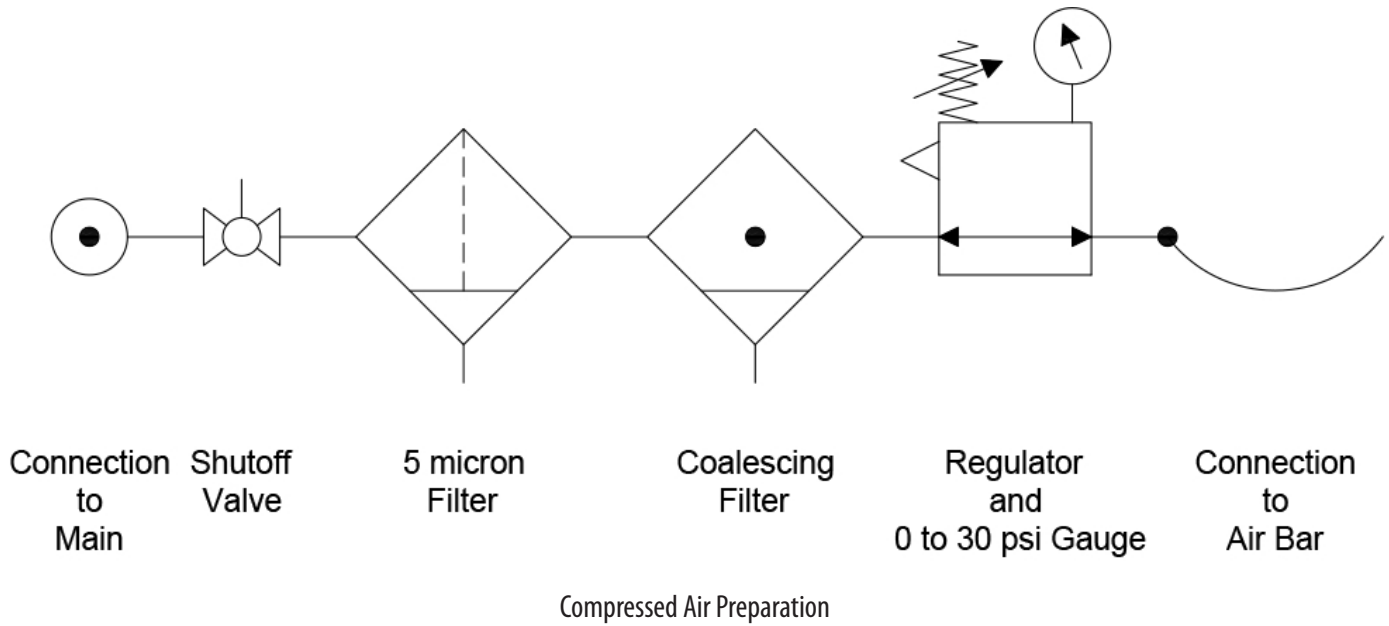 Connection
to
Main
Shutoff
Valve
5 micron
Filter
Coalescing
Filter
Regulator
and
0 to 30 psi Gauge
Connection
to
Air Bar
Compressed Air Preparation